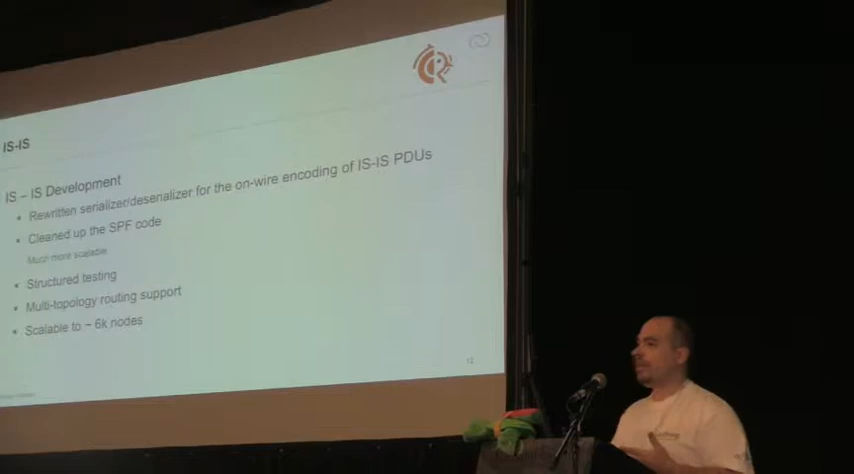 IS-IS
IS – IS Development
• Rewritten serializer/deserializer for the on-wire encoding of IS-IS PDUs
• Cleaned up the SPF code
Much more scalable
• Structured testing
• Multi-topology routing support
• Scalable to ~ 6k nodes
12